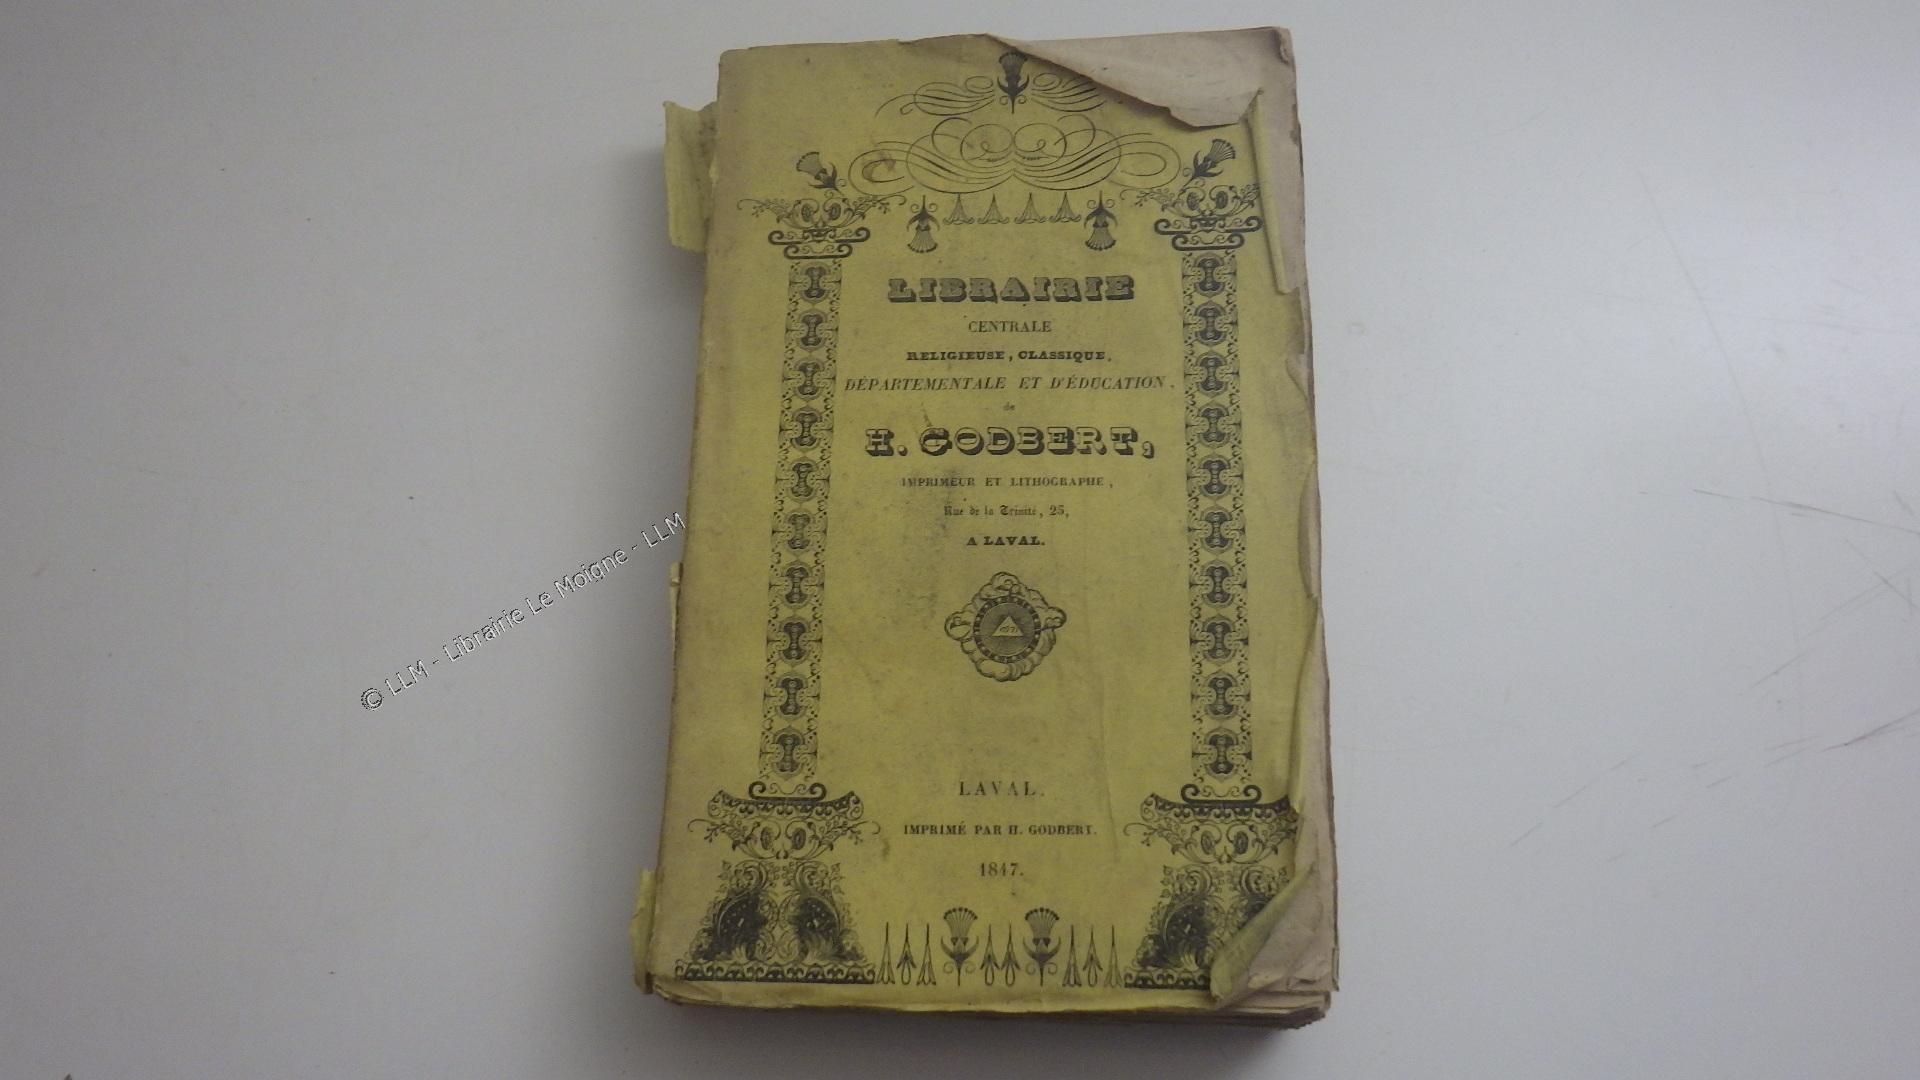 LIBRAIRIE
CENTRALE
RELIGIEUSE, CLASSIQUE,
DÉPARTEMENTALE ET D'ÉDUCATION,
de
H. GODBERT,
IMPRIMEUR ET LITHOGRAPHE,
Rue de la Trinité, 25,
A LAVAL.
LAVAL.
IMPRIMÉ PAR H. GODBERT.
1847.
© LLM - Librairie Le Moigne - LLM